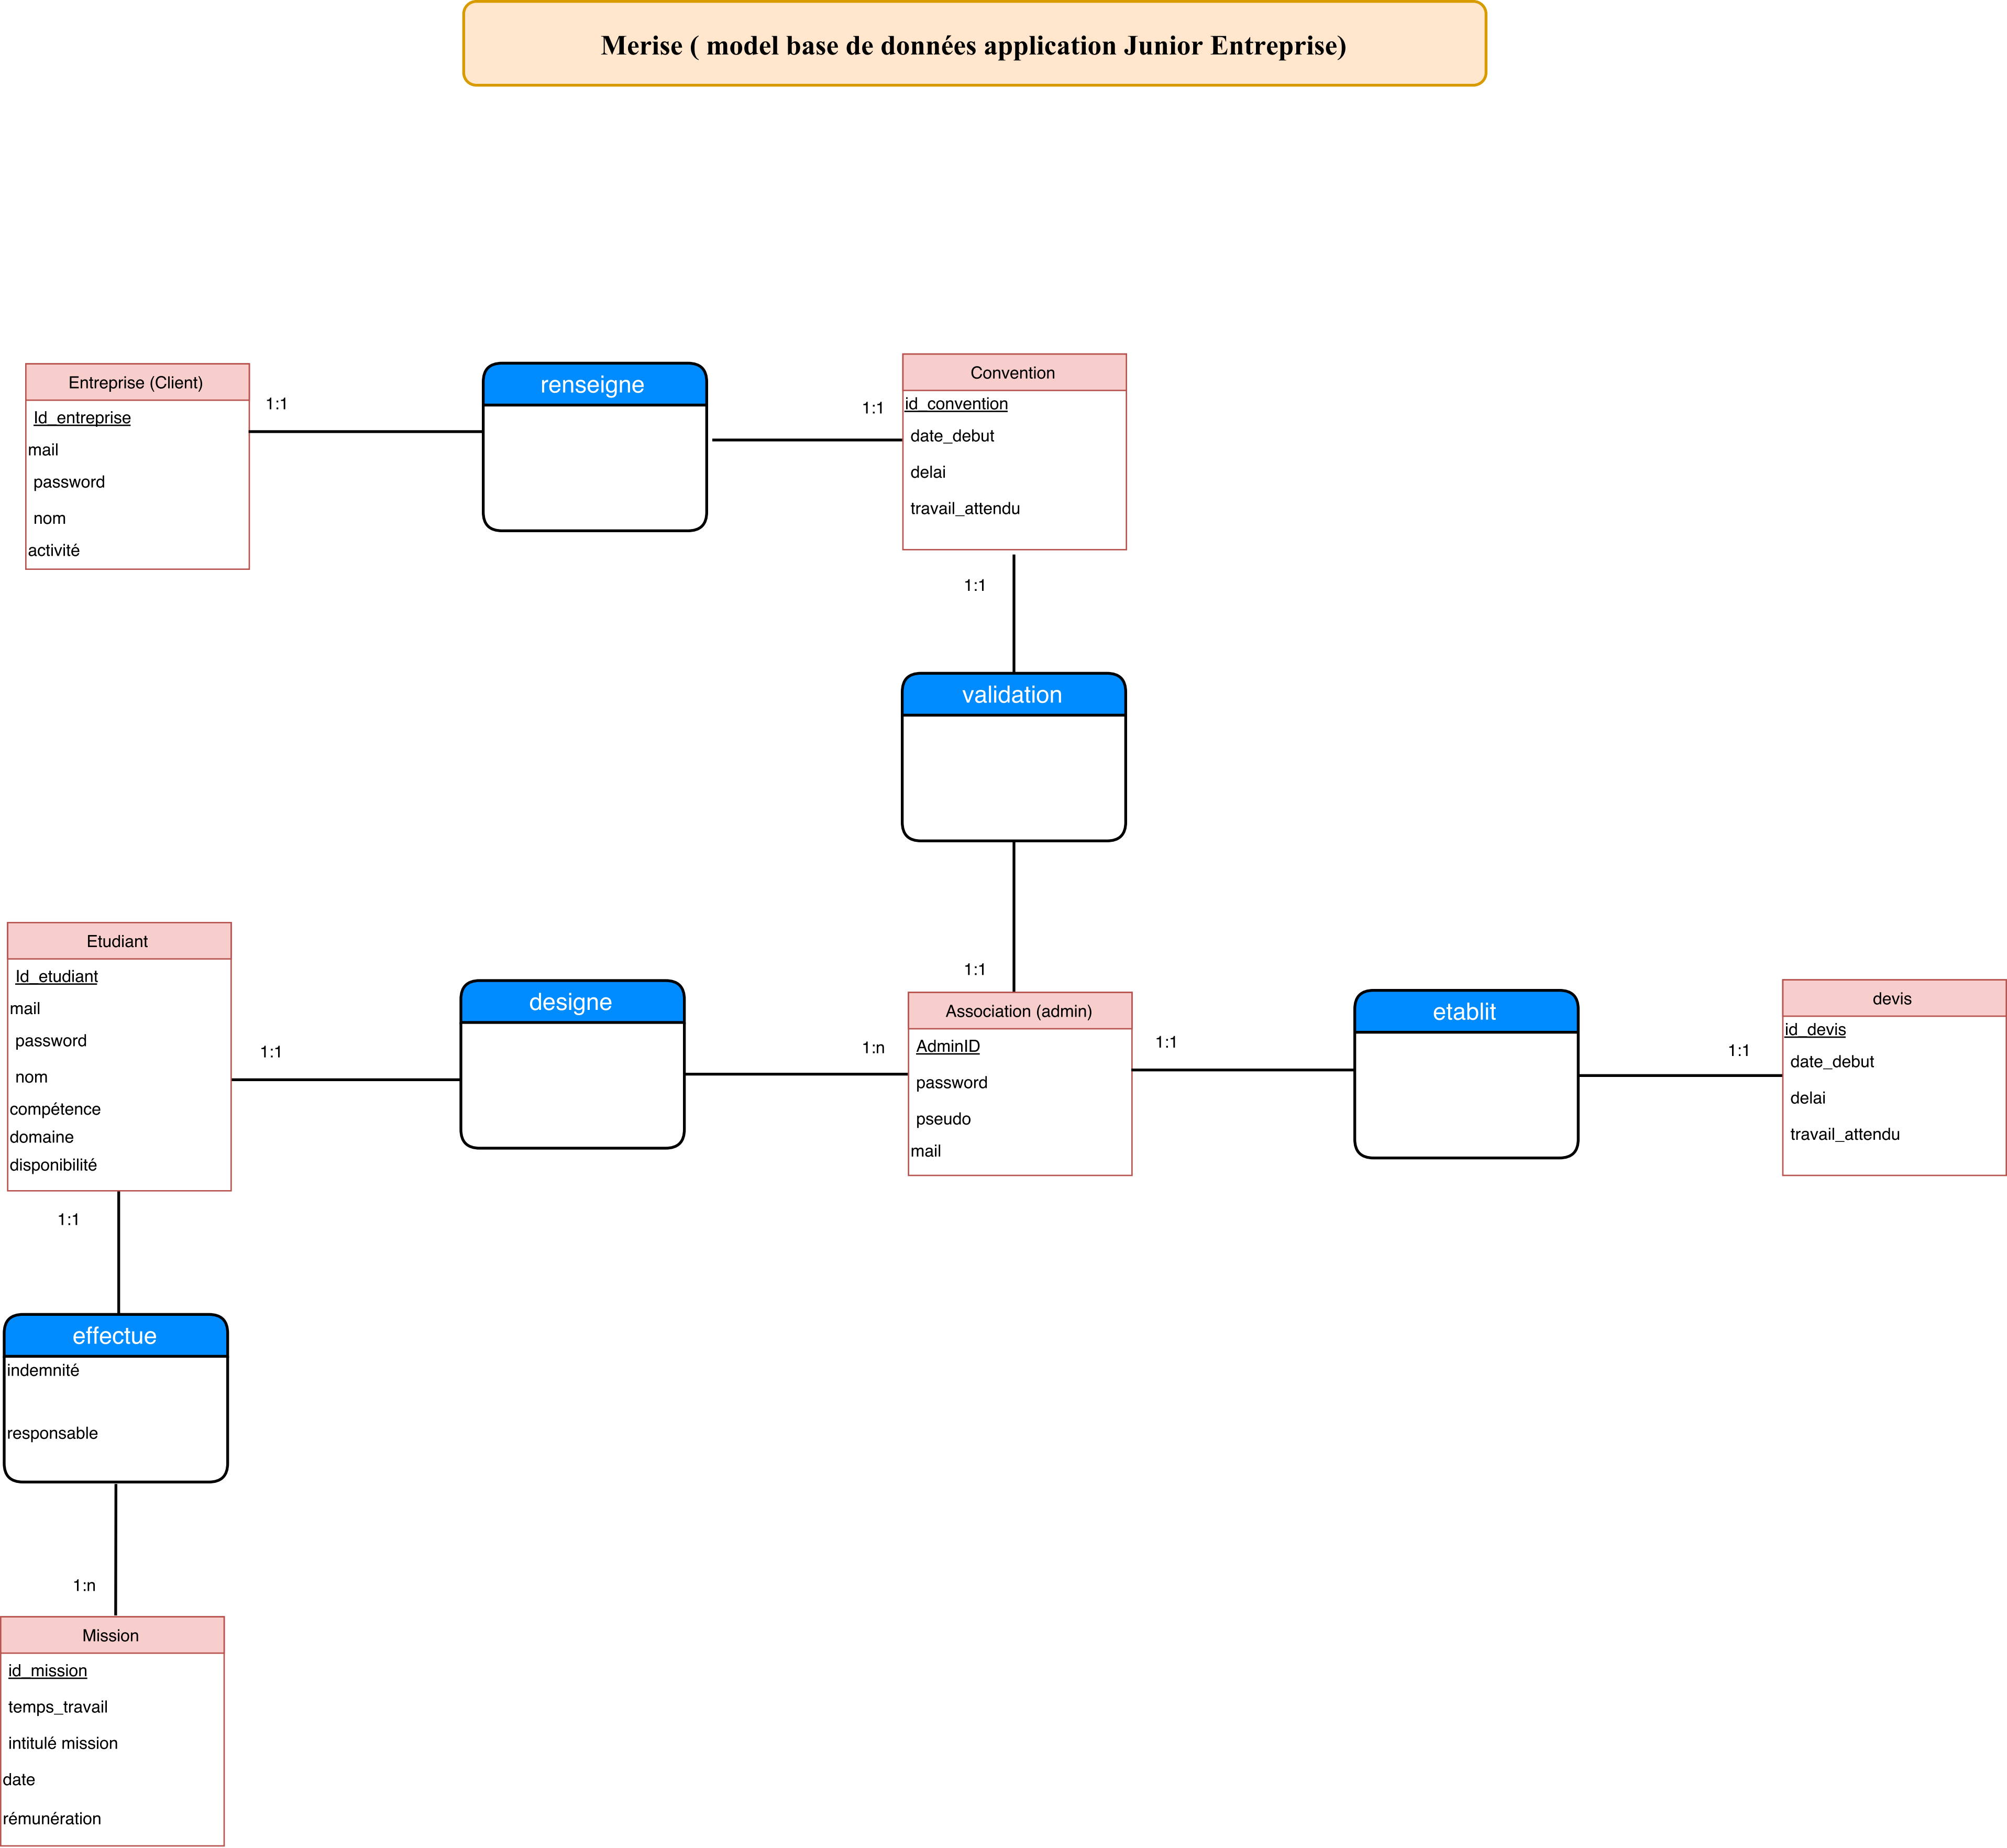 Merise ( model base de données application Junior Entreprise)
Entreprise (Client)
Id_entreprise
mail
password
nom
activité
1:1
renseigne
1:1
Convention
id_convention
date_debut
delai
travail_attendu
1:1
validation
1:1
Etudiant
Id_etudiant
mail
password
nom
compétence
domaine
disponibilité
1:1
designe
1:n
Association (admin)
AdminID
password
pseudo
mail
1:1
etablit
1:1
devis
id_devis
date_debut
delai
travail_attendu
1:1
effectue
indemnité
responsable
1:n
Mission
id_mission
temps_travail
intitulé mission
date
rémunération